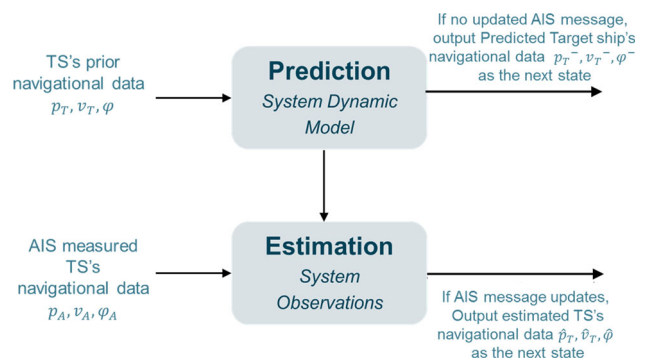 TS's prior
navigational data
𝑝_T, 𝑣_T, 𝜑
Prediction
System Dynamic
Model
If no updated AIS message,
output Predicted Target ship's
navigational data 𝑝_T⁻, 𝑣_T⁻, 𝜑⁻
as the next state
AIS measured
TS's
navigational data
𝑝_A, 𝑣_A, 𝜑_A
Estimation
System
Observations
If AIS message updates,
Output estimated TS's
navigational data 𝑝̂_T, 𝑣̂_T, 𝜑̂
as the next state